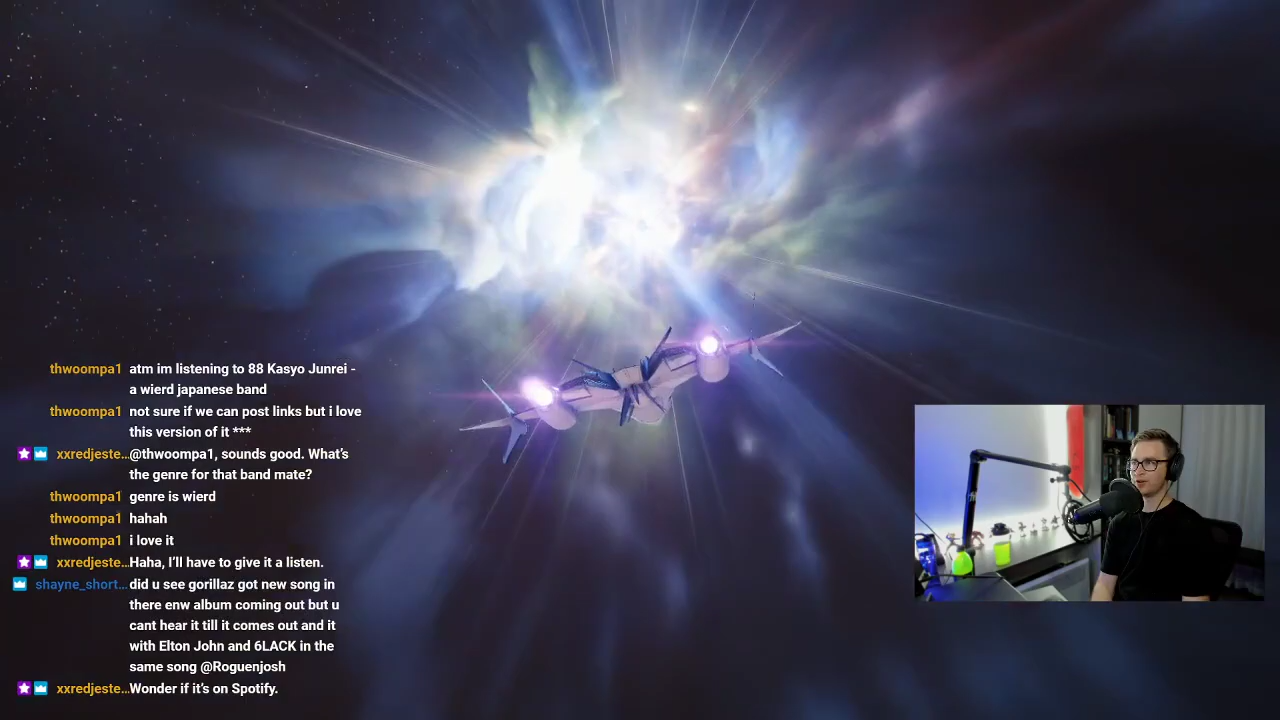 thwoompa1 atm im listening to 88 Kasyo Junrei -
a wierd japanese band
thwoompa1 not sure if we can post links but i love
this version of it ***
xxredjeste... @thwoompa1, sounds good. What's
the genre for that band mate?
thwoompa1 genre is wierd
thwoompa1 hahah
thwoompa1 i love it
xxredjeste... Haha, I'll have to give it a listen.
shayne_short... did u see gorillaz got new song in
there enw album coming out but u
cant hear it till it comes out and it
with Elton John and 6LACK in the
same song @Roguenjosh
xxredjeste... Wonder if it's on Spotify.